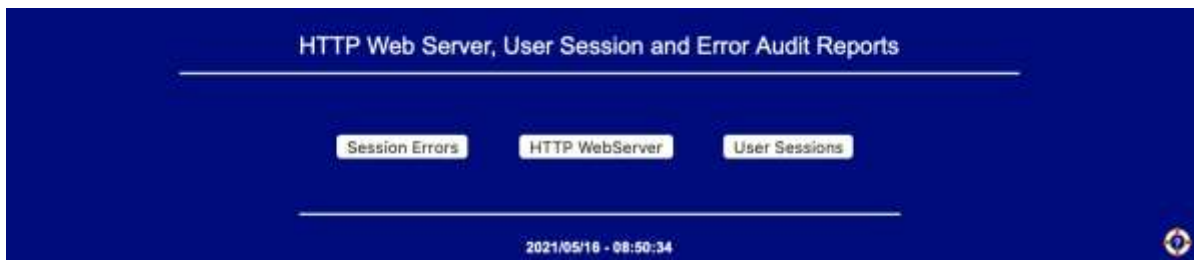 HTTP Web Server, User Session and Error Audit Reports
Session Errors HTTP WebServer User Sessions
2021/05/16 - 08:50:34